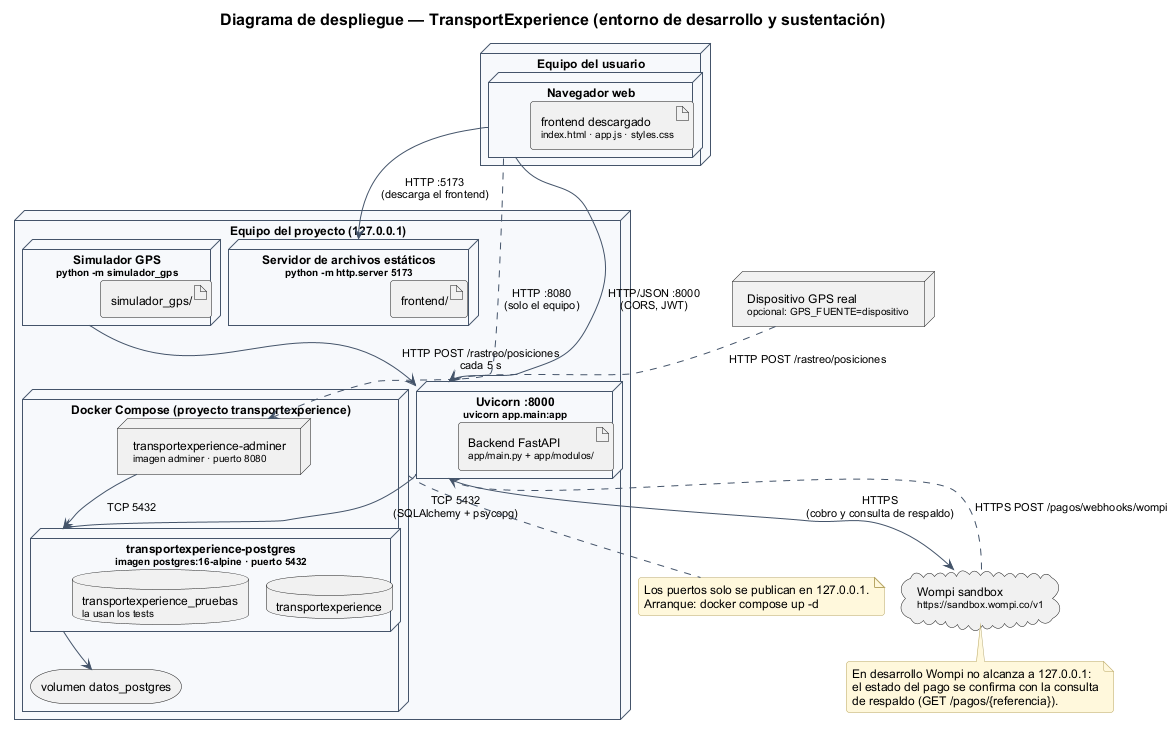 Diagrama de despliegue — TransportExperience (entorno de desarrollo y sustentación)
Equipo del usuario
Navegador web
frontend descargado
index.html · app.js · styles.css
HTTP :5173
(descarga el frontend)
Equipo del proyecto (127.0.0.1)
Simulador GPS
python -m simulador_gps
simulador_gps/
Servidor de archivos estáticos
python -m http.server 5173
frontend/
HTTP :8080
(solo el equipo)
HTTP/JSON :8000
(CORS, JWT)
Dispositivo GPS real
opcional: GPS_FUENTE=dispositivo
HTTP POST /rastreo/posiciones
cada 5 s
HTTP POST /rastreo/posiciones
Docker Compose (proyecto transportexperience)
transportexperience-adminer
imagen adminer · puerto 8080
Uvicorn :8000
uvicorn app.main:app
Backend FastAPI
app/main.py + app/modulos/
TCP 5432
TCP 5432
(SQLAlchemy + psycopg)
HTTPS
(cobro y consulta de respaldo)
HTTPS POST /pagos/webhooks/wompi
transportexperience-postgres
imagen postgres:16-alpine · puerto 5432
transportexperience_pruebas
la usan los tests
transportexperience
Los puertos solo se publican en 127.0.0.1.
Arranque: docker compose up -d
Wompi sandbox
https://sandbox.wompi.co/v1
volumen datos_postgres
En desarrollo Wompi no alcanza a 127.0.0.1:
el estado del pago se confirma con la consulta
de respaldo (GET /pagos/{referencia}).